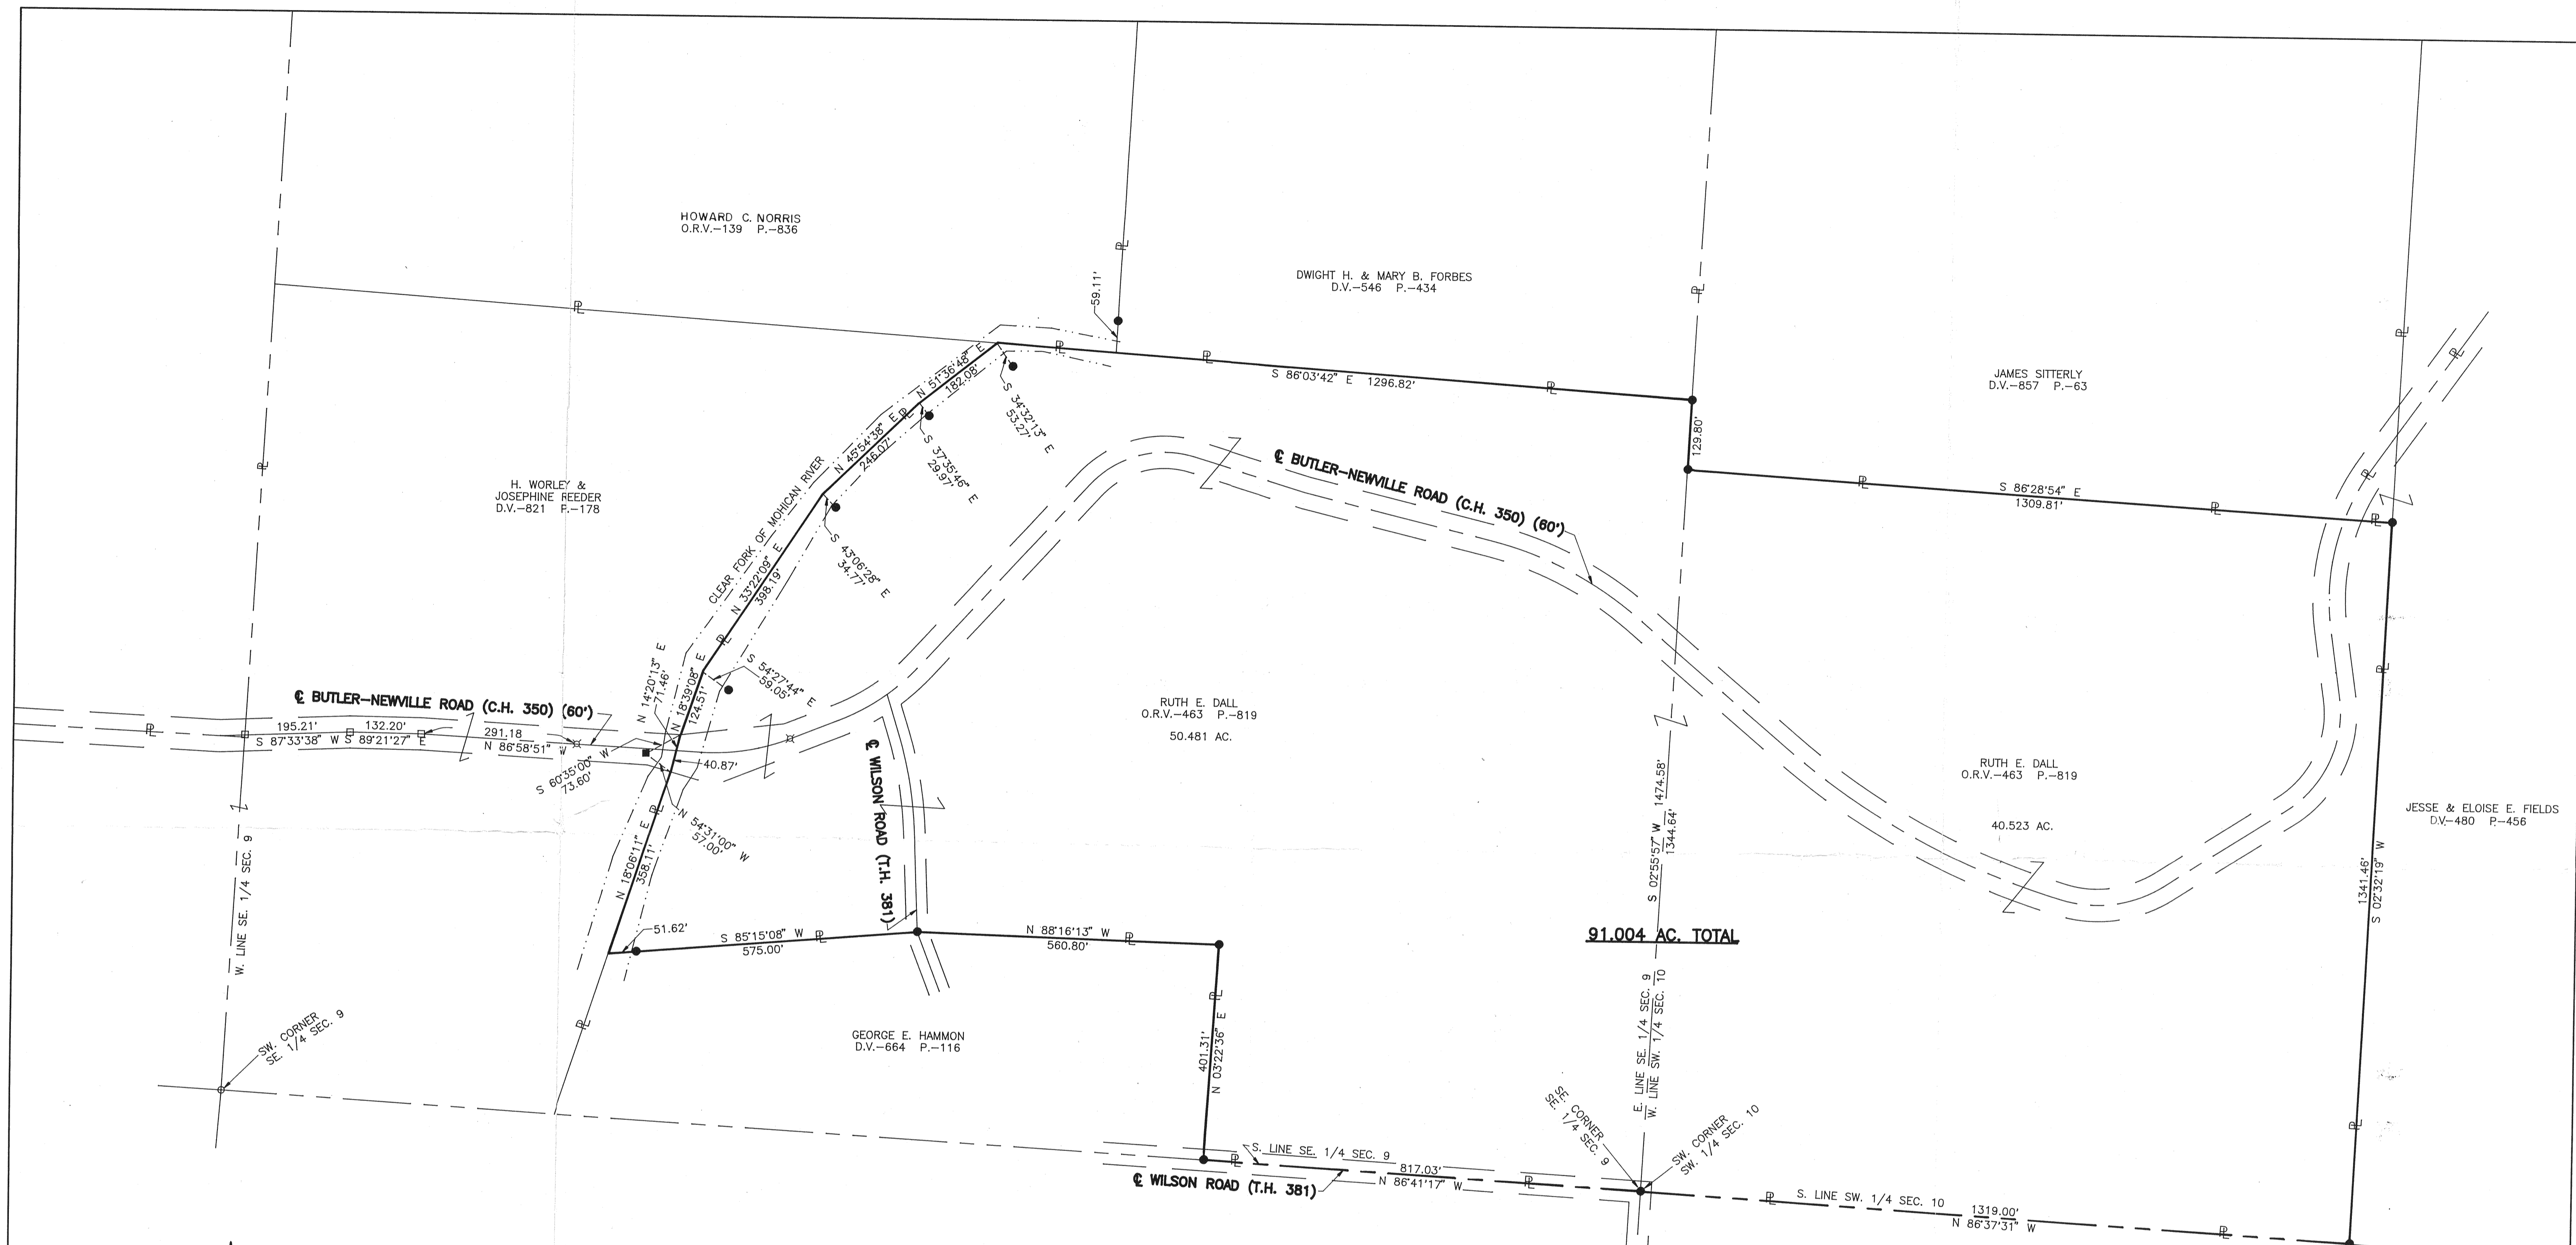 HOWARD C. NORRIS
O.R.V.-139 P.-836
59.11'
DWIGHT H. & MARY B. FORBES
D.V.-546 P.-434
JAMES SITTERLY
D.V.-857 P.-63
S 86°03'42" E 1296.82'
129.80'
S 86°28'54" E
1309.81'
N 51°36'48" E
182.08'
S 34°32'13" E
53.27'
N 45°54'38" E
246.07'
S 37°35'46" E
29.97'
CLEAR FORK OF MOHICAN RIVER
H. WORLEY &
JOSEPHINE REEDER
D.V.-821 P.-178
N 33°22'09" E
398.19'
S 43°06'28" E
34.77'
℄ BUTLER-NEWVILLE ROAD (C.H. 350) (60')
N 14°20'13" E
71.46'
N 18°39'08" E
124.51'
S 54°27'44" E
59.05'
℄ BUTLER-NEWVILLE ROAD (C.H. 350) (60')
195.21'
S 87°33'38" W
132.20'
S 89°21'27" E
291.18
N 86°58'51" W
S 60°35'00" W
73.60'
40.87'
N 54°31'00" W
57.00'
N 18°06'11" E
358.11'
℄ WILSON ROAD (T.H. 381)
RUTH E. DALL
O.R.V.-463 P.-819
50.481 AC.
S 02°55'57" W 1474.58'
1344.64'
RUTH E. DALL
O.R.V.-463 P.-819
40.523 AC.
JESSE & ELOISE E. FIELDS
D.V.-480 P.-456
1341.46'
S 02°32'19" W
W. LINE SE. 1/4 SEC. 9
51.62'
S 85°15'08" W
575.00'
N 88°16'13" W
560.80'
91.004 AC. TOTAL
E. LINE SE. 1/4 SEC. 9
W. LINE SW. 1/4 SEC. 10
SW. CORNER
SE. 1/4 SEC. 9
GEORGE E. HAMMON
D.V.-664 P.-116
401.31'
N 03°22'36" E
SE. CORNER
SE. 1/4 SEC. 9
SW. CORNER
SW. 1/4 SEC. 10
S. LINE SE. 1/4 SEC. 9
817.03'
N 86°41'17" W
℄ WILSON ROAD (T.H. 381)
S. LINE SW. 1/4 SEC. 10
1319.00'
N 86°37'31" W